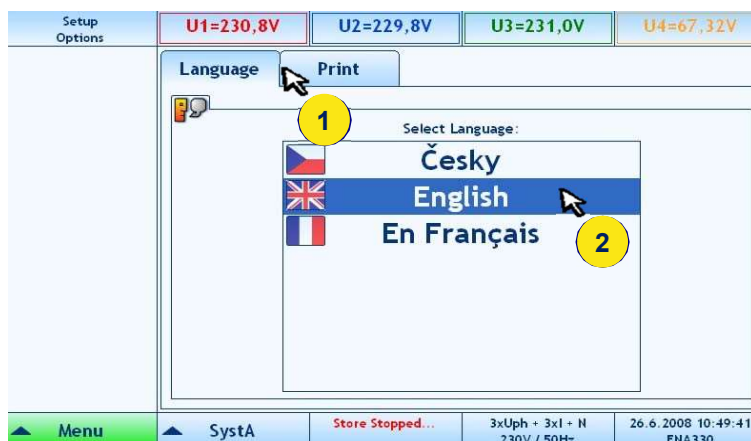 Setup
Options
U1=230,8V
U2=229,8V
U3=231,0V
U4=67,32V
Language
Print
1
Select Language:
Česky
English
En Français
2
Menu
SystA
Store Stopped...
3xUph + 3xI + N
230V / 50Hz
26.6.2008 10:49:41
ENA330